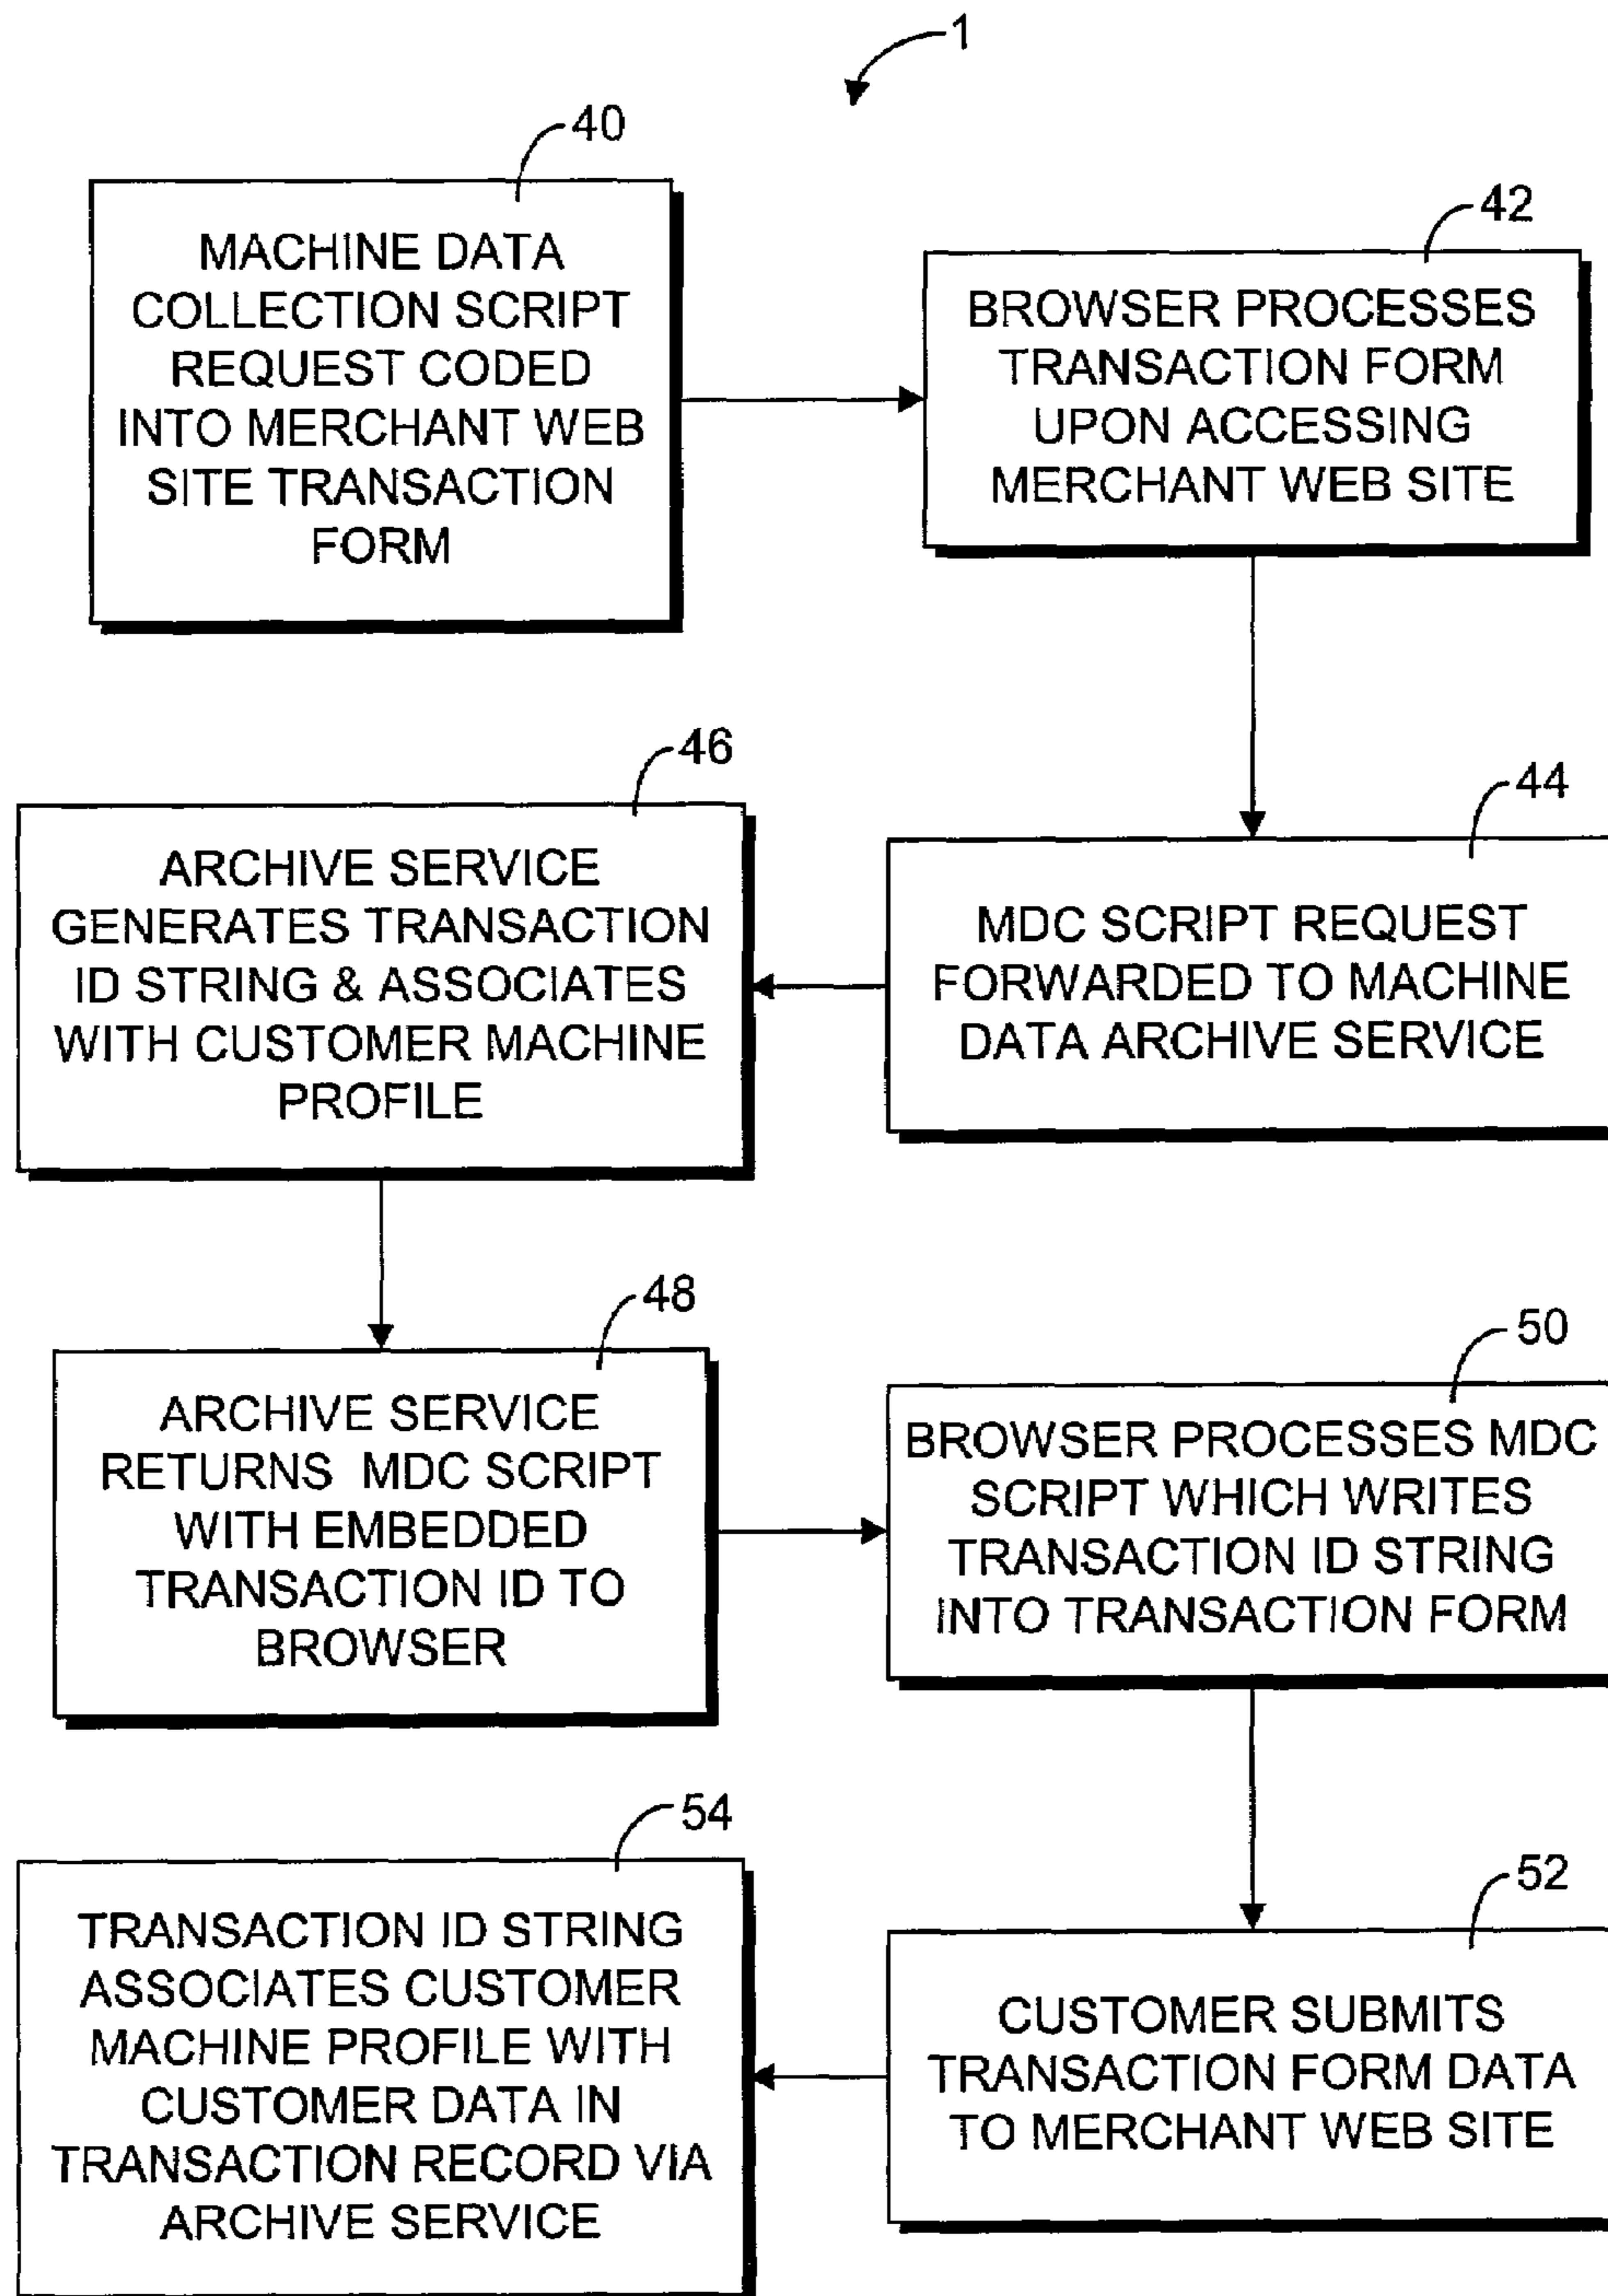 1
40
MACHINE DATA
COLLECTION SCRIPT
REQUEST CODED
INTO MERCHANT WEB
SITE TRANSACTION
FORM
42
BROWSER PROCESSES
TRANSACTION FORM
UPON ACCESSING
MERCHANT WEB SITE
44
MDC SCRIPT REQUEST
FORWARDED TO MACHINE
DATA ARCHIVE SERVICE
46
ARCHIVE SERVICE
GENERATES TRANSACTION
ID STRING & ASSOCIATES
WITH CUSTOMER MACHINE
PROFILE
48
ARCHIVE SERVICE
RETURNS MDC SCRIPT
WITH EMBEDDED
TRANSACTION ID TO
BROWSER
50
BROWSER PROCESSES MDC
SCRIPT WHICH WRITES
TRANSACTION ID STRING
INTO TRANSACTION FORM
52
CUSTOMER SUBMITS
TRANSACTION FORM DATA
TO MERCHANT WEB SITE
54
TRANSACTION ID STRING
ASSOCIATES CUSTOMER
MACHINE PROFILE WITH
CUSTOMER DATA IN
TRANSACTION RECORD VIA
ARCHIVE SERVICE